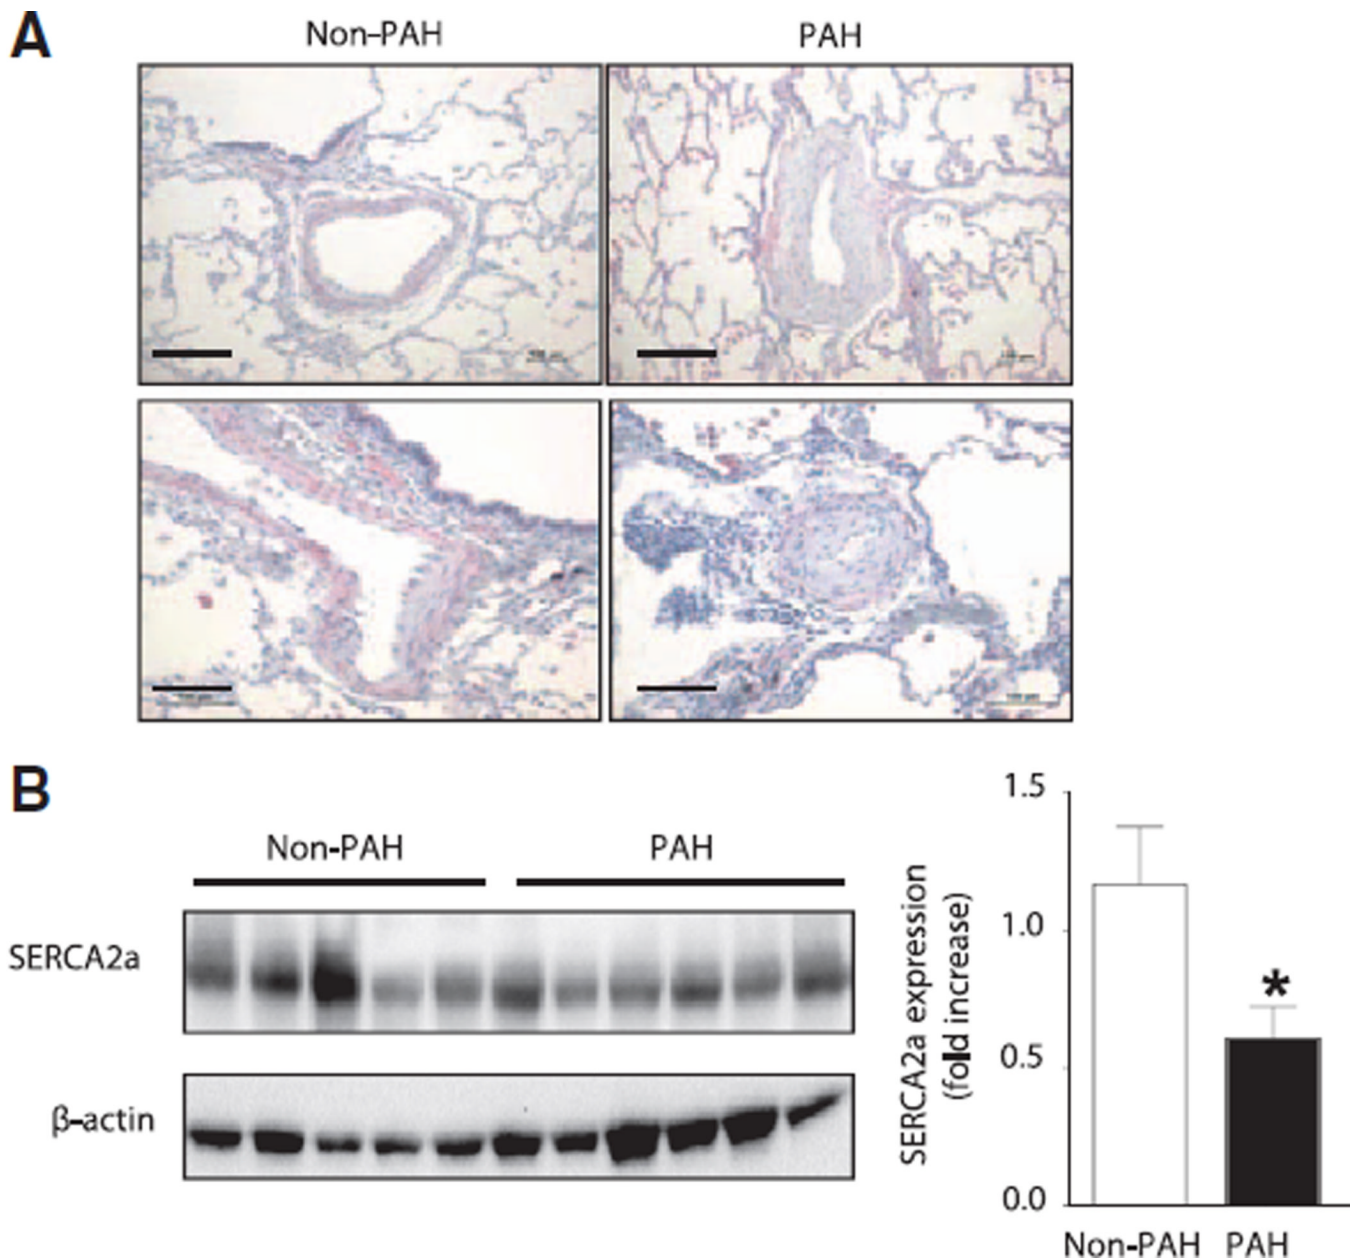 A
Non-PAH
PAH
B
Non-PAH
PAH
SERCA2a
β-actin
SERCA2a expression
(fold increase)
1.5
1.0
0.5
0.0
*
Non-PAH
PAH